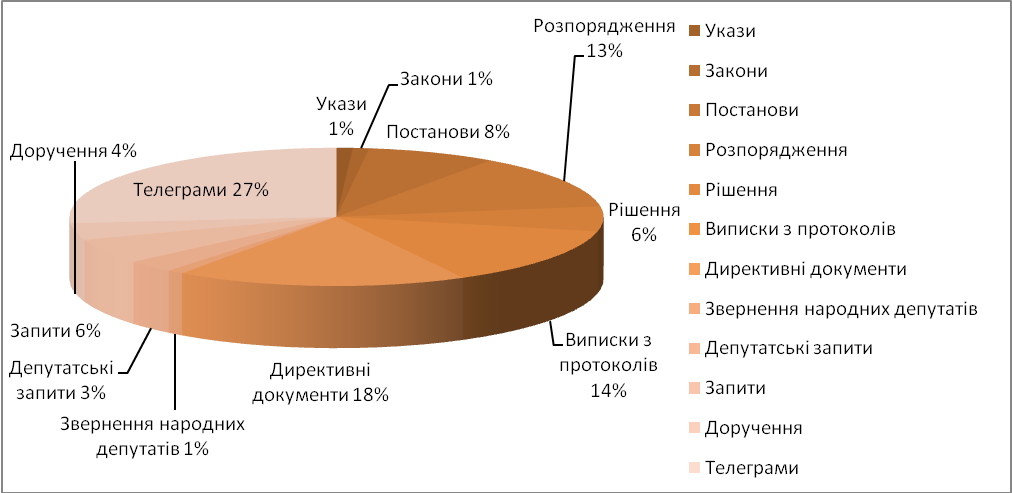 Розпорядження
13%
Закони 1%
Укази
1%
Постанови 8%
Доручення 4%
Телеграми 27%
Рішення
6%
Запити 6%
Депутатські
запити 3%
Директивні
документи 18%
Виписки з
протоколів
14%
Звернення народних
депутатів 1%
Укази
Закони
Постанови
Розпорядження
Рішення
Виписки з протоколів
Директивні документи
Звернення народних депутатів
Депутатські запити
Запити
Доручення
Телеграми